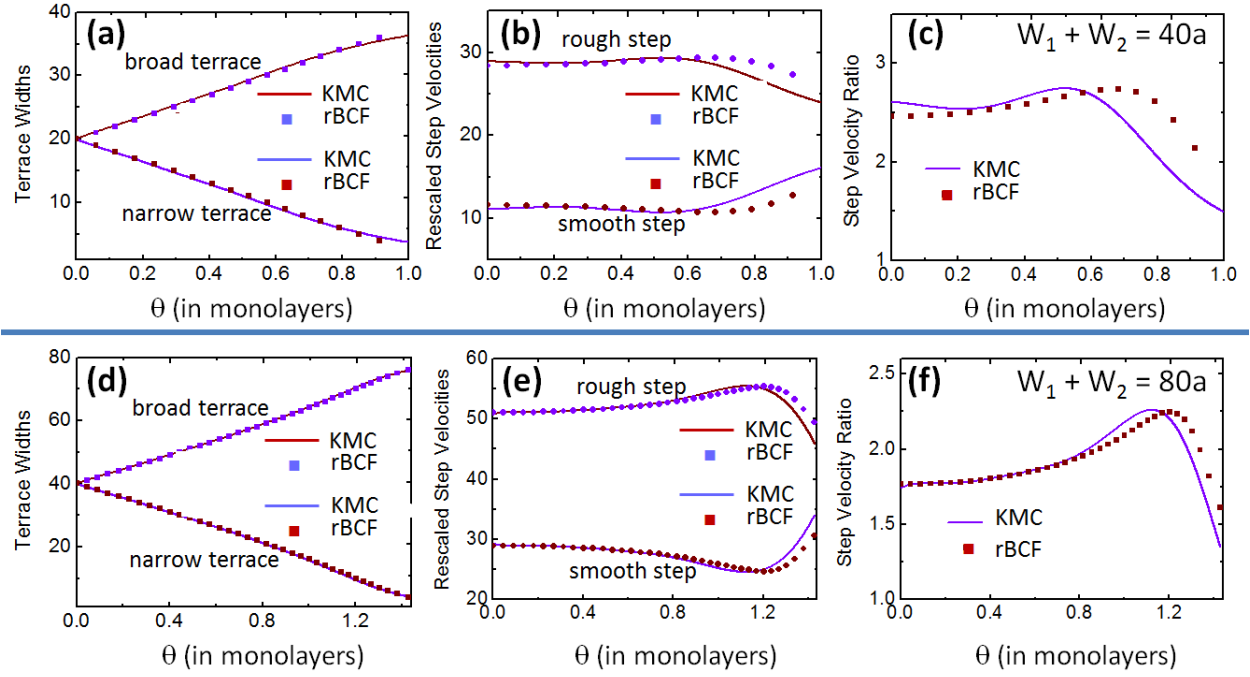 (a)
Terrace Widths
40
30
20
10
broad terrace
KMC
rBCF
KMC
rBCF
narrow terrace
0.0 0.2 0.4 0.6 0.8 1.0
θ (in monolayers)
(b)
Rescaled Step Velocities
30
20
10
rough step
KMC
rBCF
KMC
rBCF
smooth step
0.0 0.2 0.4 0.6 0.8 1.0
θ (in monolayers)
(c)
W1 + W2 = 40a
Step Velocity Ratio
3
2
1
KMC
rBCF
0.0 0.2 0.4 0.6 0.8 1.0
θ (in monolayers)
(d)
Terrace Widths
80
60
40
20
broad terrace
KMC
rBCF
KMC
rBCF
narrow terrace
0.0 0.4 0.8 1.2
θ (in monolayers)
(e)
Rescaled Step Velocities
60
50
40
30
20
rough step
KMC
rBCF
KMC
rBCF
smooth step
0.0 0.4 0.8 1.2
θ (in monolayers)
(f)
W1 + W2 = 80a
Step Velocity Ratio
2.5
2.0
1.5
1.0
KMC
rBCF
0.0 0.4 0.8 1.2
θ (in monolayers)